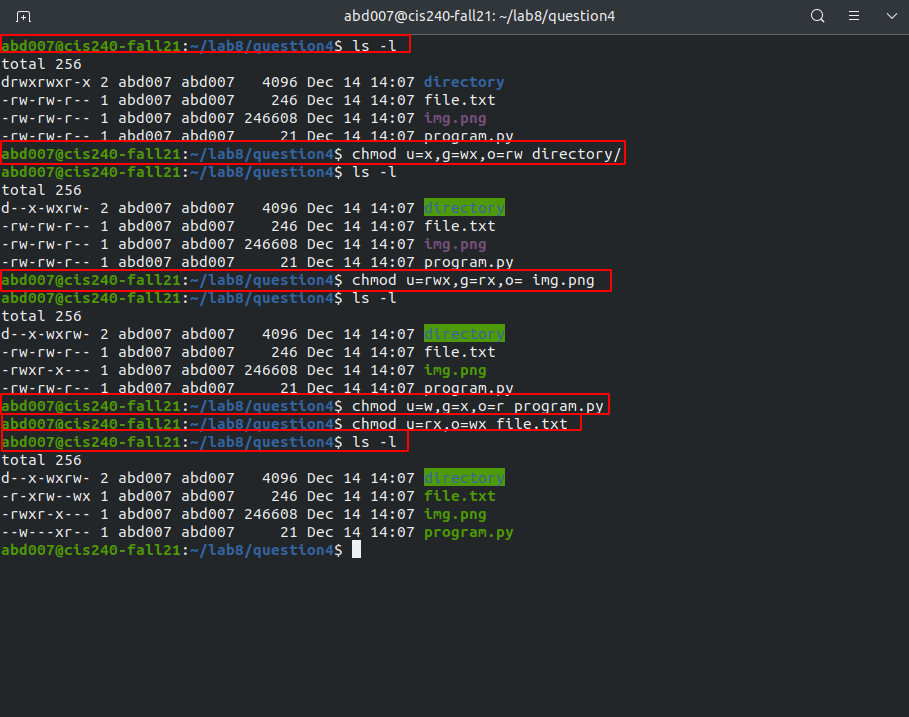 abd007@cis240-fall21: ~/lab8/question4
abd007@cis240-fall21:~/lab8/question4$ ls -l
total 256
drwxrwxr-x 2 abd007 abd007   4096 Dec 14 14:07 directory
-rw-rw-r-- 1 abd007 abd007    246 Dec 14 14:07 file.txt
-rw-rw-r-- 1 abd007 abd007 246608 Dec 14 14:07 img.png
-rw-rw-r-- 1 abd007 abd007     21 Dec 14 14:07 program.py
abd007@cis240-fall21:~/lab8/question4$ chmod u=x,g=wx,o=rw directory/
abd007@cis240-fall21:~/lab8/question4$ ls -l
total 256
d--x-wxrw- 2 abd007 abd007   4096 Dec 14 14:07 directory
-rw-rw-r-- 1 abd007 abd007    246 Dec 14 14:07 file.txt
-rw-rw-r-- 1 abd007 abd007 246608 Dec 14 14:07 img.png
-rw-rw-r-- 1 abd007 abd007     21 Dec 14 14:07 program.py
abd007@cis240-fall21:~/lab8/question4$ chmod u=rwx,g=rx,o= img.png
abd007@cis240-fall21:~/lab8/question4$ ls -l
total 256
d--x-wxrw- 2 abd007 abd007   4096 Dec 14 14:07 directory
-rw-rw-r-- 1 abd007 abd007    246 Dec 14 14:07 file.txt
-rwxr-x--- 1 abd007 abd007 246608 Dec 14 14:07 img.png
-rw-rw-r-- 1 abd007 abd007     21 Dec 14 14:07 program.py
abd007@cis240-fall21:~/lab8/question4$ chmod u=w,g=x,o=r program.py
abd007@cis240-fall21:~/lab8/question4$ chmod u=rx,o=wx file.txt
abd007@cis240-fall21:~/lab8/question4$ ls -l
total 256
d--x-wxrw- 2 abd007 abd007   4096 Dec 14 14:07 directory
-r-xrw--wx 1 abd007 abd007    246 Dec 14 14:07 file.txt
-rwxr-x--- 1 abd007 abd007 246608 Dec 14 14:07 img.png
--w---xr-- 1 abd007 abd007     21 Dec 14 14:07 program.py
abd007@cis240-fall21:~/lab8/question4$